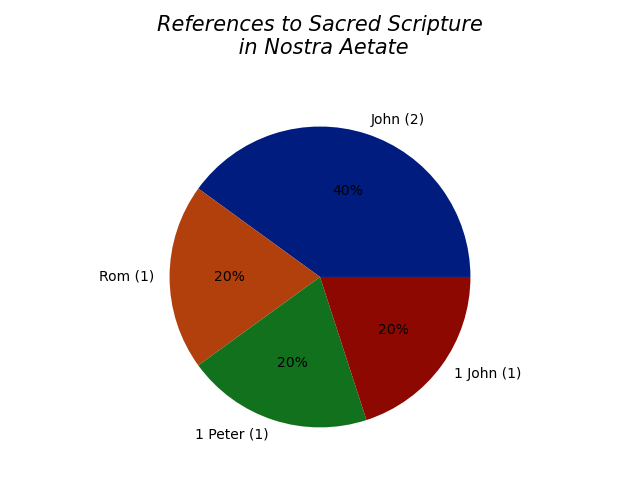 References to Sacred Scripture
in Nostra Aetate
John (2)
40%
Rom (1)
20%
20%
20%
1 John (1)
1 Peter (1)